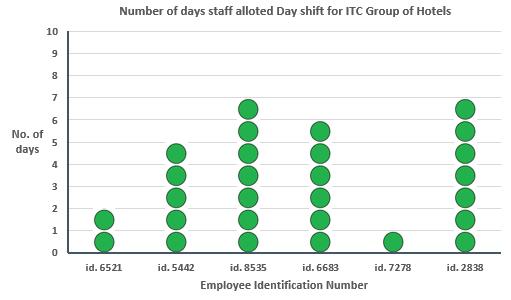 Number of days staff alloted Day shift for ITC Group of Hotels
10
9
8
7
6
5
4
3
2
1
0
No. of
days
id. 6521 id. 5442 id. 8535 id. 6683 id. 7278 id. 2838
Employee Identification Number